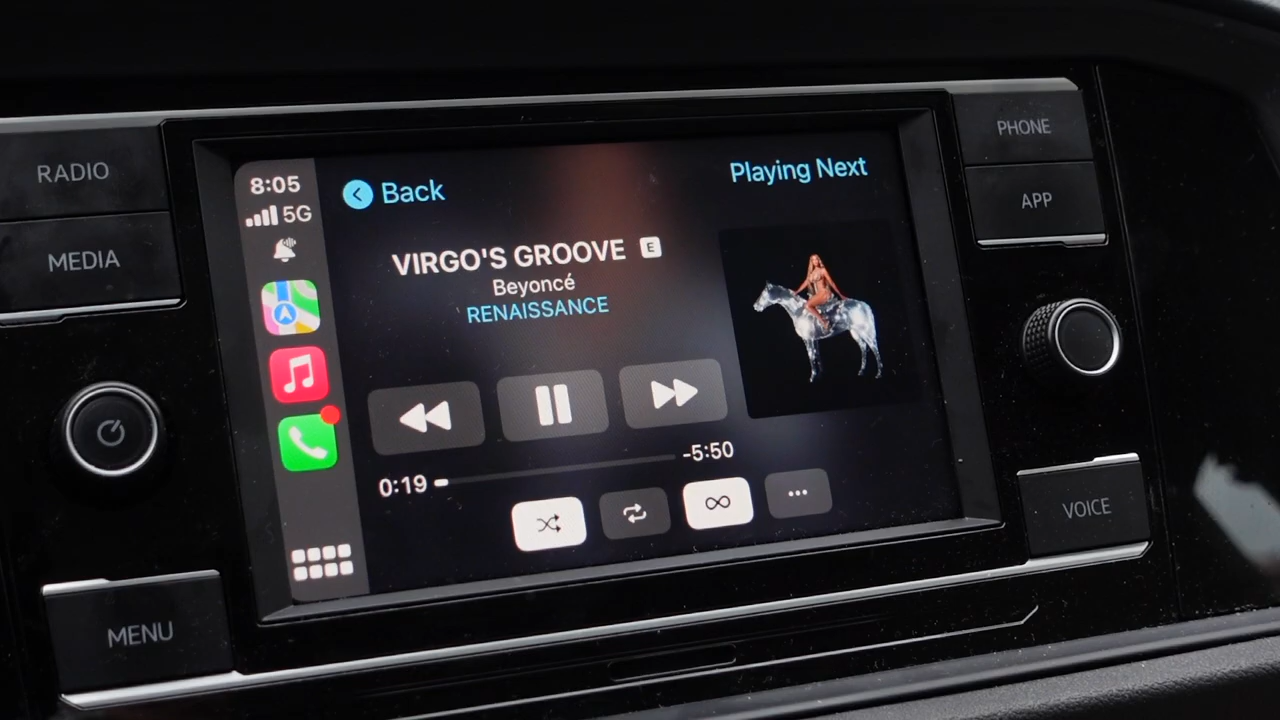 RADIO
MEDIA
MENU
8:05
5G
Back
Playing Next
VIRGO'S GROOVE E
Beyoncé
RENAISSANCE
0:19
-5:50
PHONE
APP
VOICE